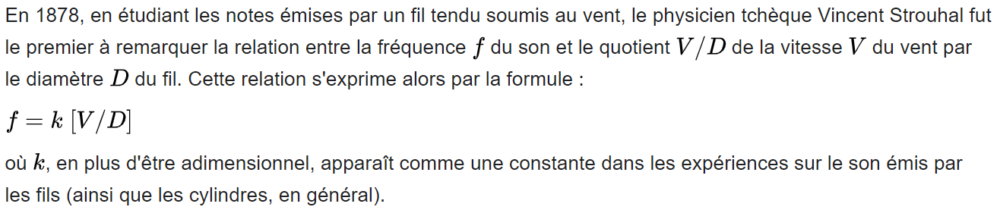 En 1878, en étudiant les notes émises par un fil tendu soumis au vent, le physicien tchèque Vincent Strouhal fut
le premier à remarquer la relation entre la fréquence f du son et le quotient V/D de la vitesse V du vent par
le diamètre D du fil. Cette relation s'exprime alors par la formule :
f = k [V/D]
où k, en plus d'être adimensionnel, apparaît comme une constante dans les expériences sur le son émis par
les fils (ainsi que les cylindres, en général).